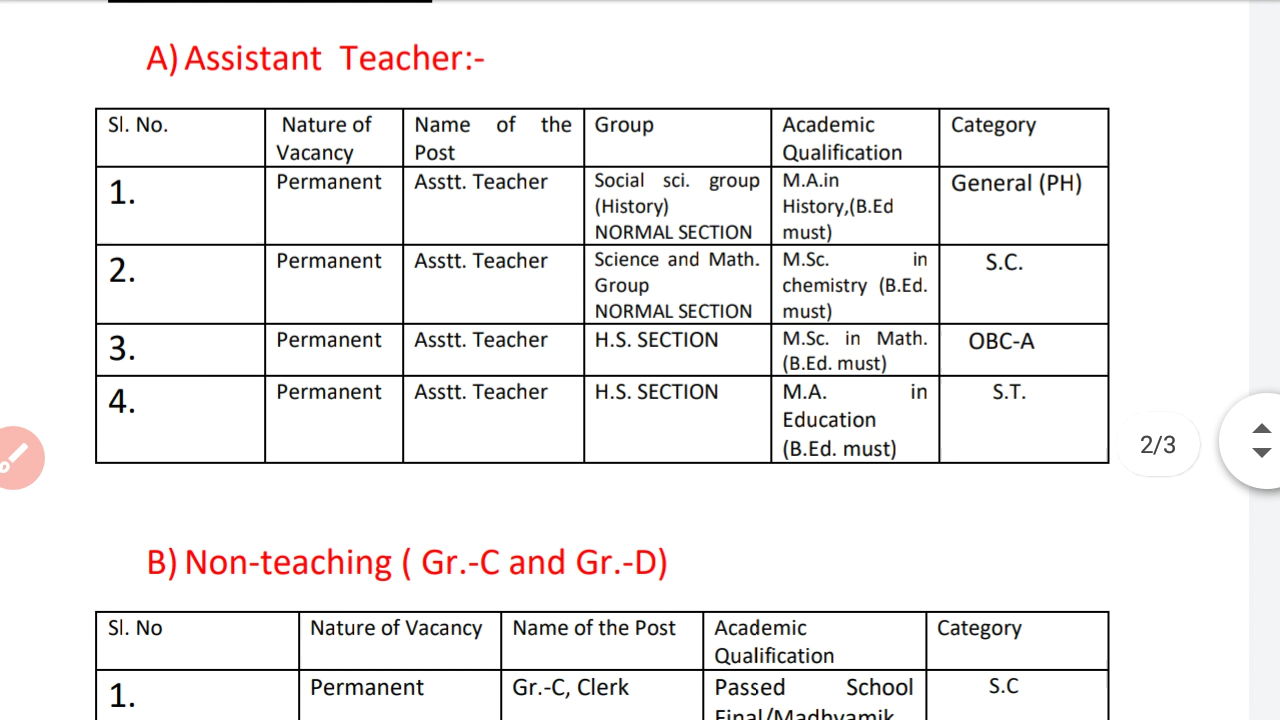 A) Assistant Teacher:-
Sl. No. Nature of Vacancy Name of the Post Group Academic Qualification Category
1. Permanent Asstt. Teacher Social sci. group (History) NORMAL SECTION M.A.in History,(B.Ed must) General (PH)
2. Permanent Asstt. Teacher Science and Math. Group NORMAL SECTION M.Sc. in chemistry (B.Ed. must) S.C.
3. Permanent Asstt. Teacher H.S. SECTION M.Sc. in Math. (B.Ed. must) OBC-A
4. Permanent Asstt. Teacher H.S. SECTION M.A. in Education (B.Ed. must) S.T.
2/3
B) Non-teaching ( Gr.-C and Gr.-D)
Sl. No Nature of Vacancy Name of the Post Academic Qualification Category
1. Permanent Gr.-C, Clerk Passed School Final/Madhyamik S.C